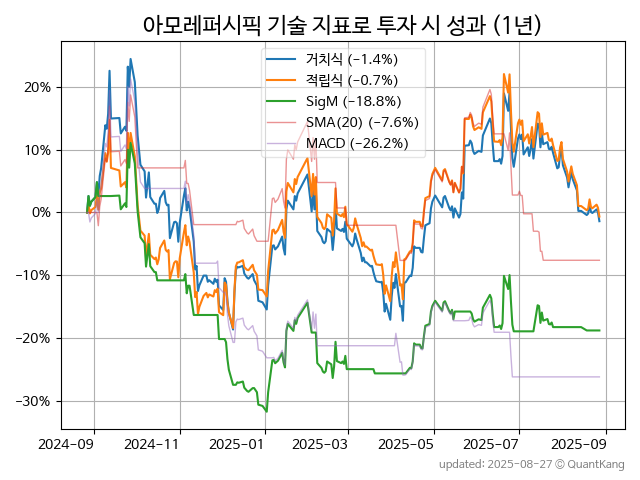 아모레퍼시픽 기술 지표로 투자 시 성과 (1년)
거치식 (−1.4%)
적립식 (−0.7%)
SigM (−18.8%)
SMA(20) (−7.6%)
MACD (−26.2%)
20%
10%
0%
−10%
−20%
−30%
2024-09 2024-11 2025-01 2025-03 2025-05 2025-07 2025-09
updated: 2025-08-27 © QuantKang